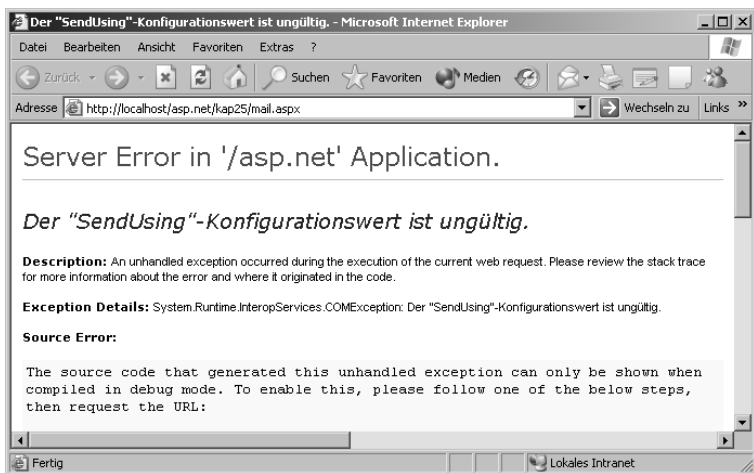 Der "SendUsing"-Konfigurationswert ist ungültig. - Microsoft Internet Explorer
Datei Bearbeiten Ansicht Favoriten Extras ?
Zurück Suchen Favoriten Medien
Adresse http://localhost/asp.net/kap25/mail.aspx Wechseln zu Links »
Server Error in '/asp.net' Application.
Der "SendUsing"-Konfigurationswert ist ungültig.
Description: An unhandled exception occurred during the execution of the current web request. Please review the stack trace
for more information about the error and where it originated in the code.
Exception Details: System.Runtime.InteropServices.COMException: Der "SendUsing"-Konfigurationswert ist ungültig.
Source Error:
The source code that generated this unhandled exception can only be shown when
compiled in debug mode. To enable this, please follow one of the below steps,
then request the URL:
Fertig Lokales Intranet